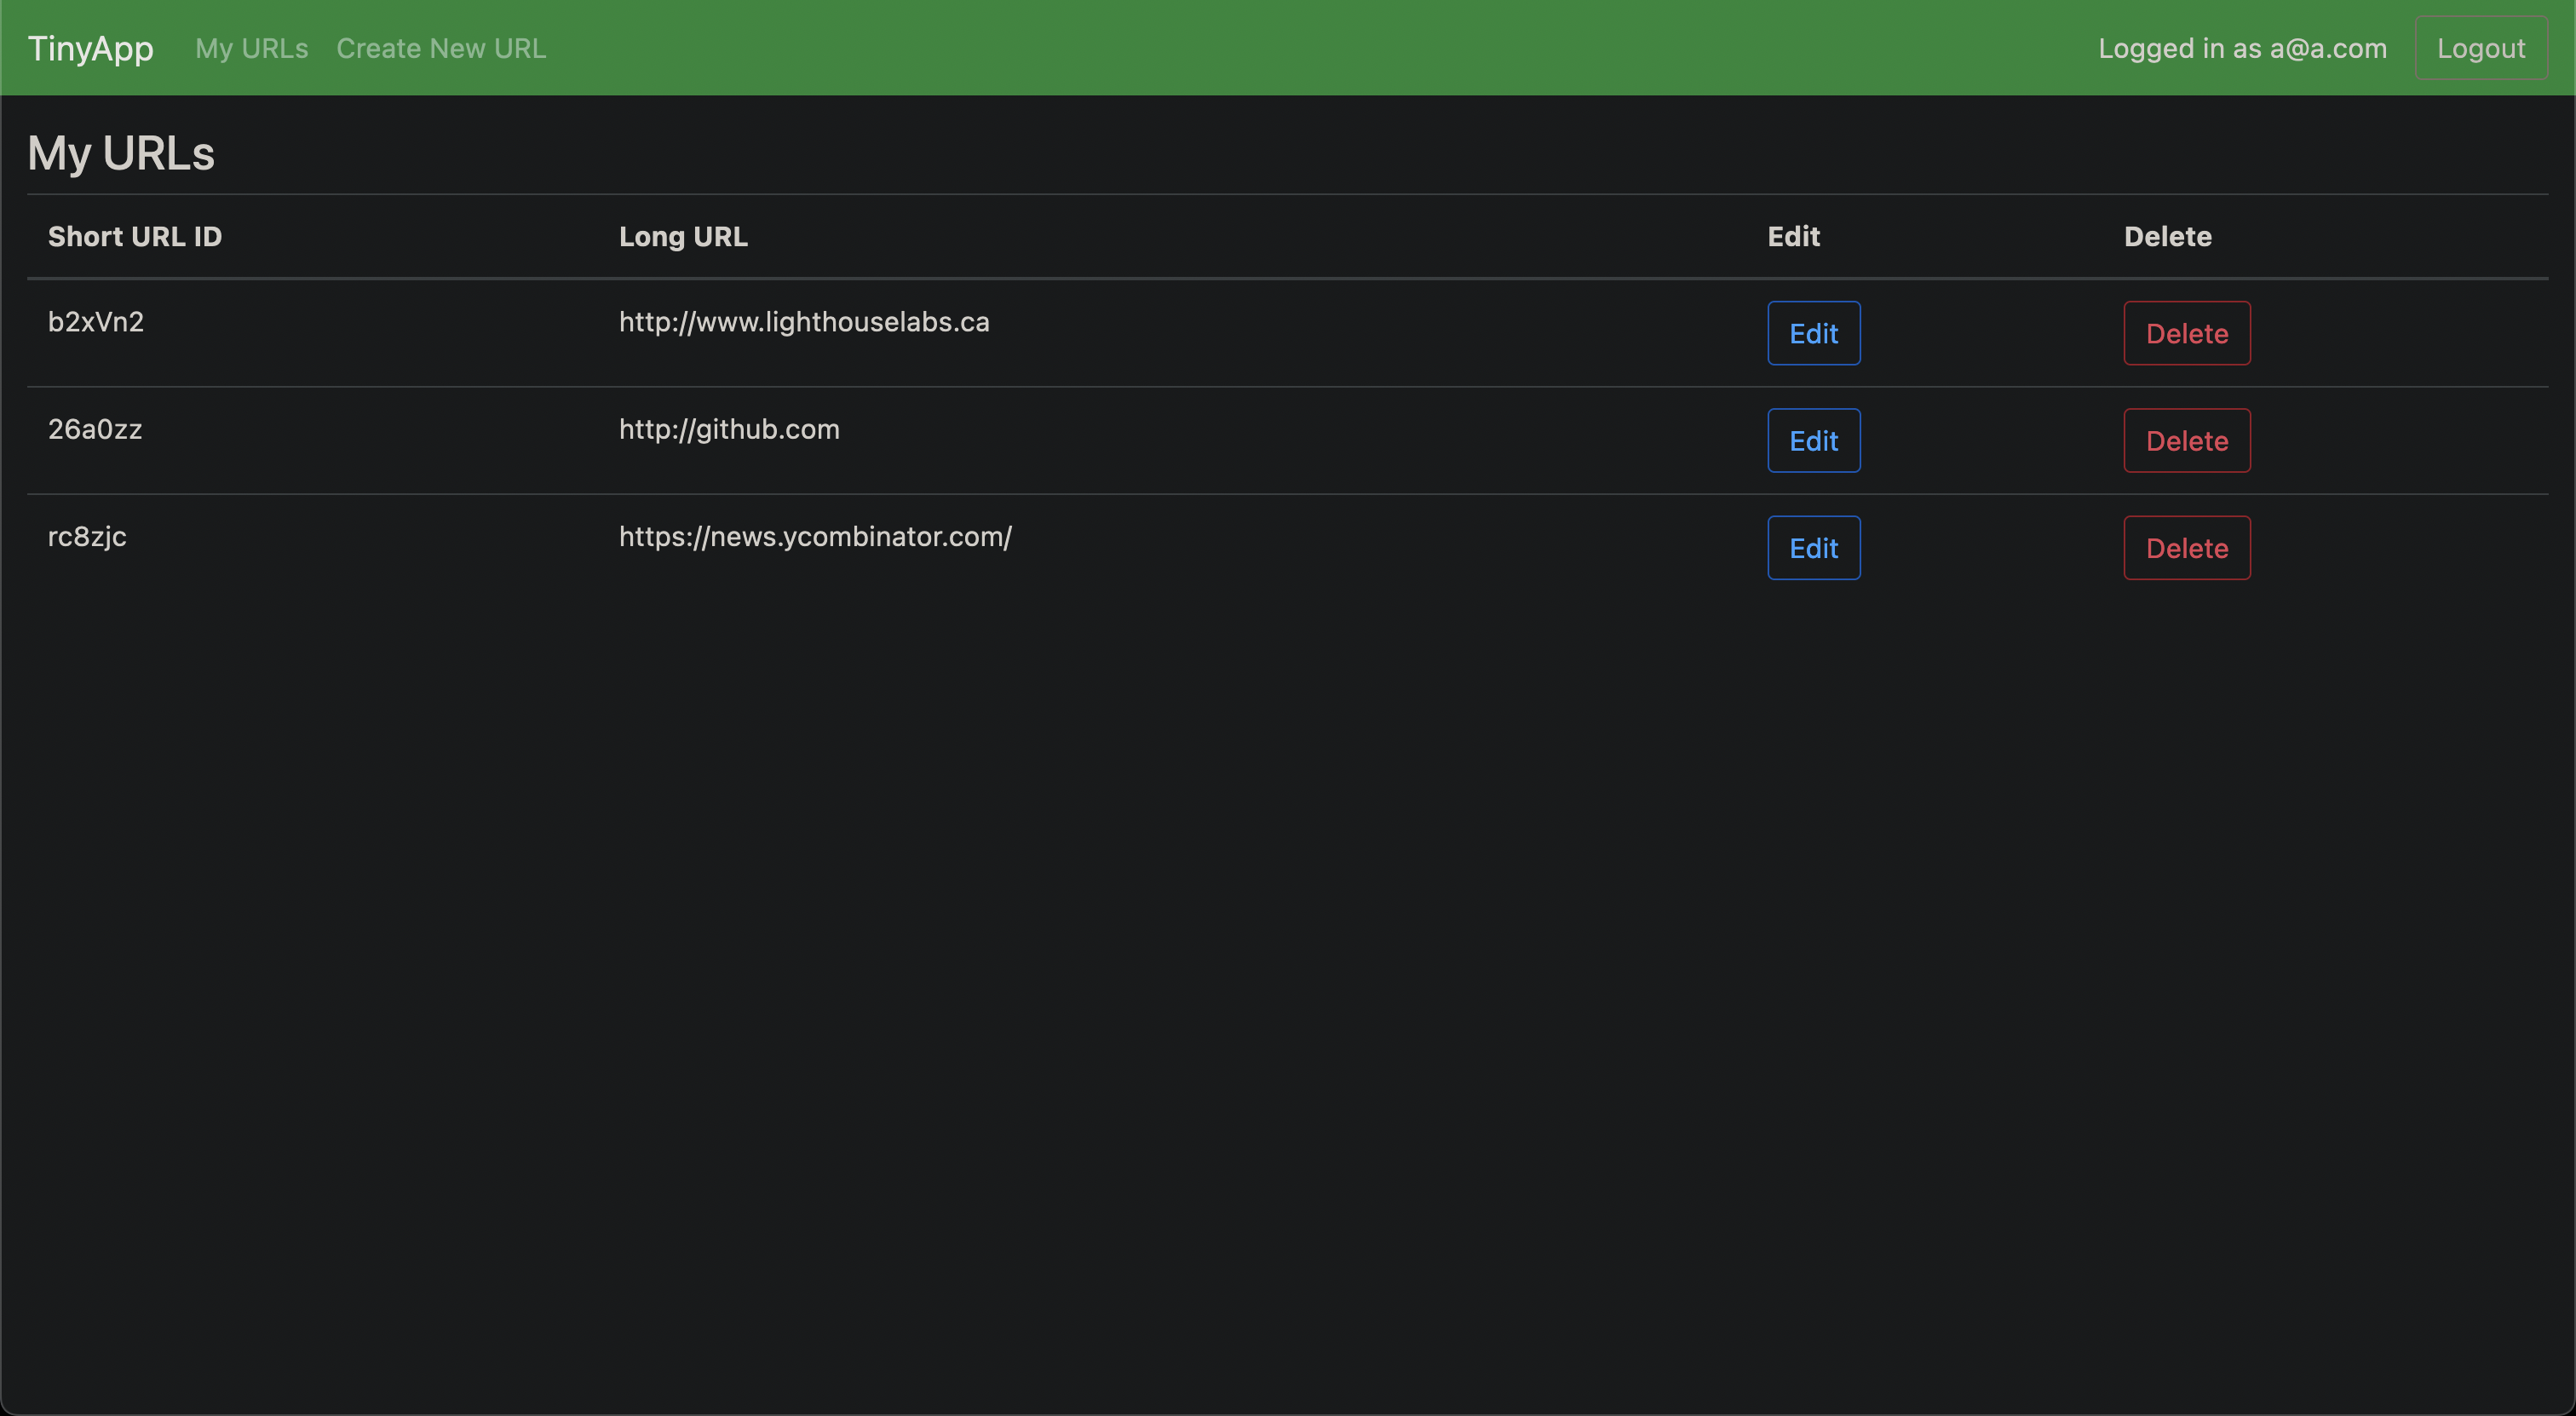 TinyApp My URLs Create New URL Logged in as a@a.com Logout
My URLs
Short URL ID Long URL Edit Delete
b2xVn2 http://www.lighthouselabs.ca Edit Delete
26a0zz http://github.com Edit Delete
rc8zjc https://news.ycombinator.com/ Edit Delete